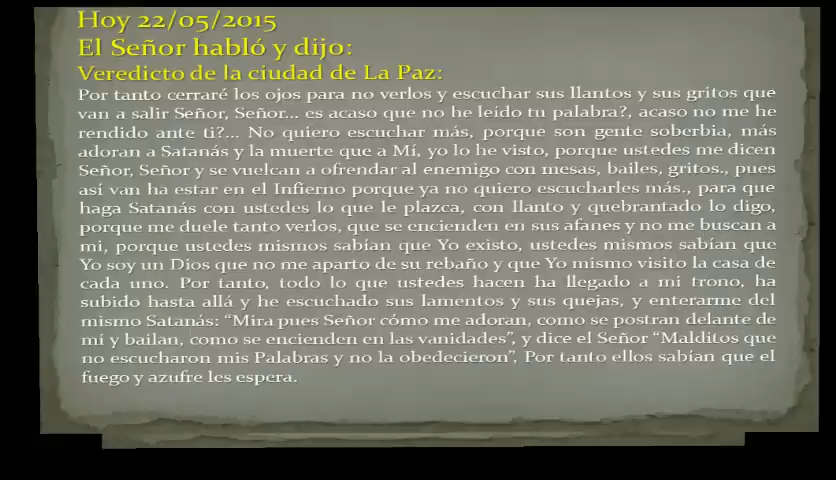 Hoy 22/05/2015
El Señor habló y dijo:
Veredicto de la ciudad de La Paz:
Por tanto cerraré los ojos para no verlos y escuchar sus llantos y sus gritos que
van a salir Señor, Señor... es acaso que no he leído tu palabra?, acaso no me he
rendido ante ti?... No quiero escuchar más, porque son gente soberbia, más
adoran a Satanás y la muerte que a Mí, yo lo he visto, porque ustedes me dicen
Señor, Señor y se vuelcan a ofrendar al enemigo con mesas, bailes, gritos., pues
así van ha estar en el Infierno porque ya no quiero escucharles más., para que
haga Satanás con ustedes lo que le plazca, con llanto y quebrantado lo digo,
porque me duele tanto verlos, que se encienden en sus afanes y no me buscan a
mi, porque ustedes mismos sabían que Yo existo, ustedes mismos sabían que
Yo soy un Dios que no me aparto de su rebaño y que Yo mismo visito la casa de
cada uno. Por tanto, todo lo que ustedes hacen ha llegado a mi trono, ha
subido hasta allá y he escuchado sus lamentos y sus quejas, y enterarme del
mismo Satanás: “Mira pues Señor cómo me adoran, como se postran delante de
mí y bailan, como se encienden en las vanidades”, y dice el Señor “Malditos que
no escucharon mis Palabras y no la obedecieron”, Por tanto ellos sabían que el
fuego y azufre les espera.